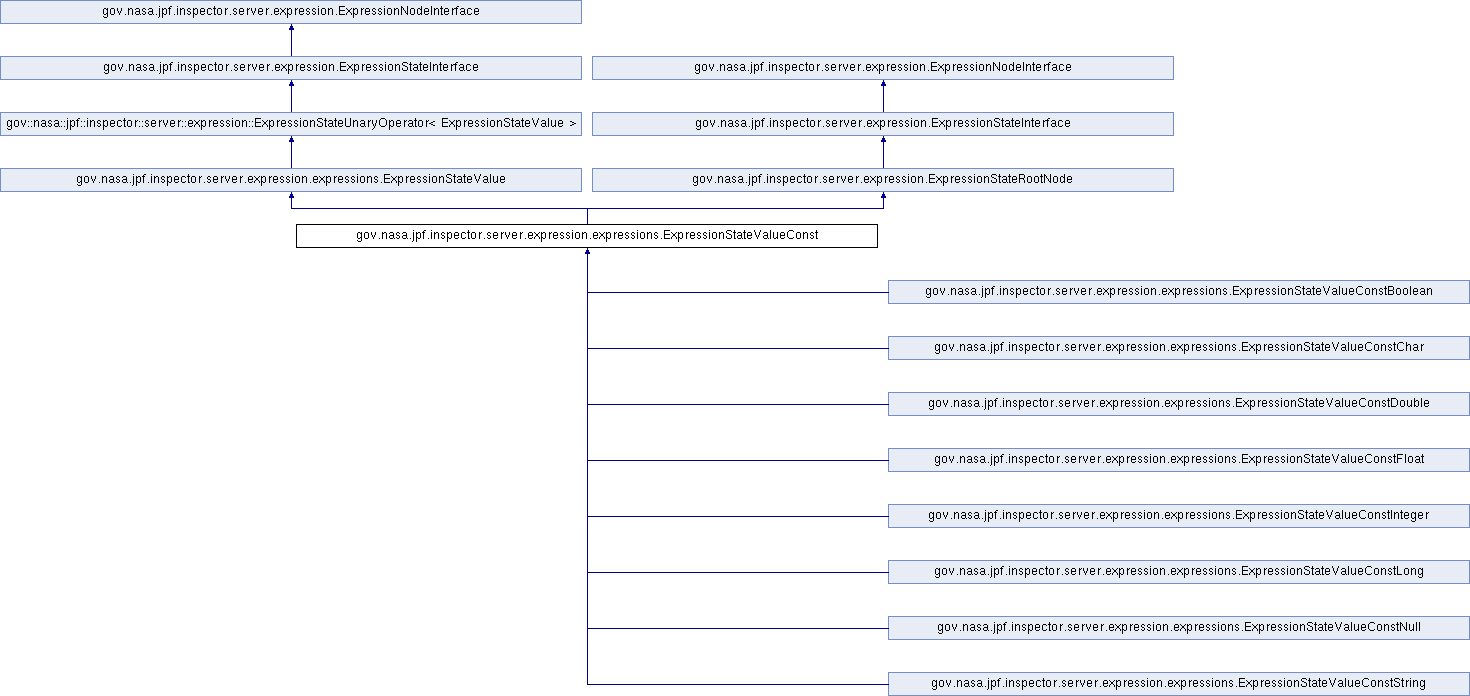 gov.nasa.jpf.inspector.server.expression.ExpressionNodeInterface
gov.nasa.jpf.inspector.server.expression.ExpressionStateInterface
gov.nasa.jpf.inspector.server.expression.ExpressionNodeInterface
gov::nasa::jpf::inspector::server::expression::ExpressionStateUnaryOperator< ExpressionStateValue >
gov.nasa.jpf.inspector.server.expression.ExpressionStateInterface
gov.nasa.jpf.inspector.server.expression.expressions.ExpressionStateValue
gov.nasa.jpf.inspector.server.expression.ExpressionStateRootNode
gov.nasa.jpf.inspector.server.expression.expressions.ExpressionStateValueConst
gov.nasa.jpf.inspector.server.expression.expressions.ExpressionStateValueConstBoolean
gov.nasa.jpf.inspector.server.expression.expressions.ExpressionStateValueConstChar
gov.nasa.jpf.inspector.server.expression.expressions.ExpressionStateValueConstDouble
gov.nasa.jpf.inspector.server.expression.expressions.ExpressionStateValueConstFloat
gov.nasa.jpf.inspector.server.expression.expressions.ExpressionStateValueConstInteger
gov.nasa.jpf.inspector.server.expression.expressions.ExpressionStateValueConstLong
gov.nasa.jpf.inspector.server.expression.expressions.ExpressionStateValueConstNull
gov.nasa.jpf.inspector.server.expression.expressions.ExpressionStateValueConstString